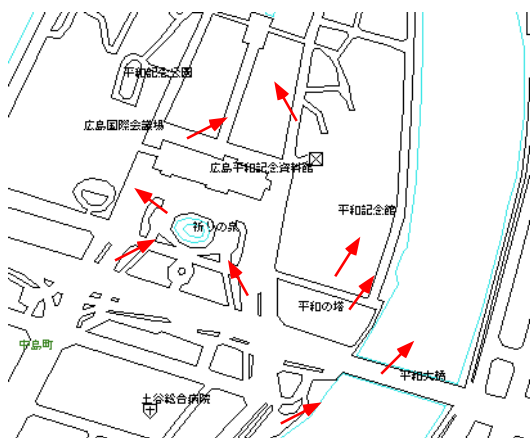 平和記念公園
広島国際会議場
広島平和記念資料館
平和記念館
祈りの泉
平和の塔
中島町
平和大橋
土谷総合病院